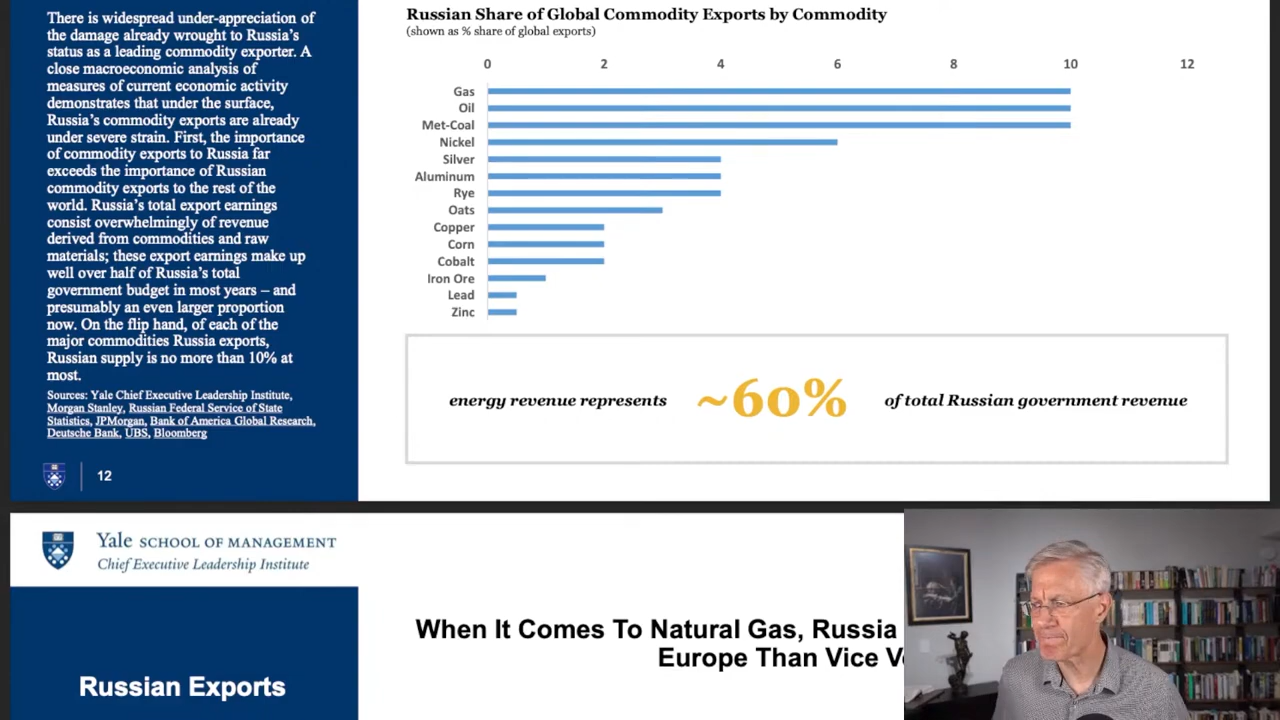 There is widespread under-appreciation of
the damage already wrought to Russia's
status as a leading commodity exporter. A
close macroeconomic analysis of
measures of current economic activity
demonstrates that under the surface,
Russia's commodity exports are already
under severe strain. First, the importance
of commodity exports to Russia far
exceeds the importance of Russian
commodity exports to the rest of the
world. Russia's total export earnings
consist overwhelmingly of revenue
derived from commodities and raw
materials; these export earnings make up
well over half of Russia's total
government budget in most years – and
presumably an even larger proportion
now. On the flip hand, of each of the
major commodities Russia exports,
Russian supply is no more than 10% at
most.
Sources: Yale Chief Executive Leadership Institute,
Morgan Stanley, Russian Federal Service of State
Statistics, JPMorgan, Bank of America Global Research,
Deutsche Bank, UBS, Bloomberg
12
Russian Share of Global Commodity Exports by Commodity
(shown as % share of global exports)
0 2 4 6 8 10 12
Gas
Oil
Met-Coal
Nickel
Silver
Aluminum
Rye
Oats
Copper
Corn
Cobalt
Iron Ore
Lead
Zinc
energy revenue represents ~60% of total Russian government revenue
Yale SCHOOL OF MANAGEMENT
Chief Executive Leadership Institute
Russian Exports
When It Comes To Natural Gas, Russia
Europe Than Vice